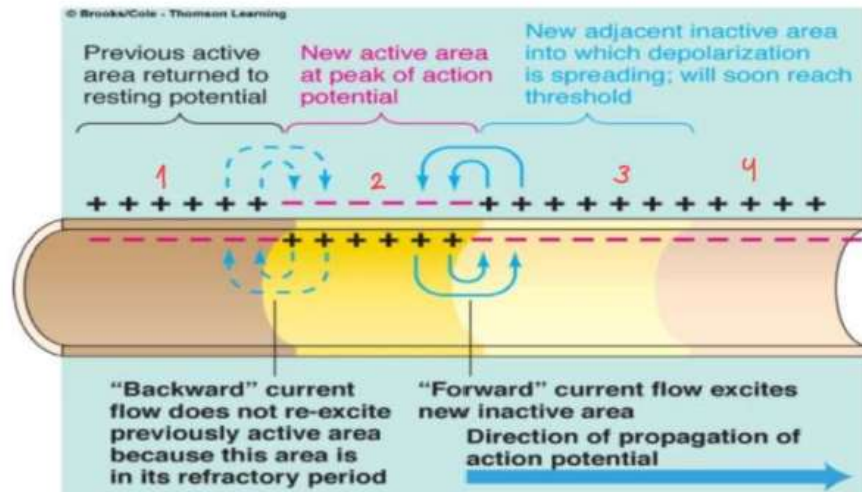 © Brooks/Cole - Thomson Learning
Previous active
area returned to
resting potential
New active area
at peak of action
potential
New adjacent inactive area
into which depolarization
is spreading; will soon reach
threshold
1
2
3
4
+ + + + + + − − − − − − + + + + + + + + + + +
− − − − − − + + + + + + − − − − − − − − − − −
"Backward" current
flow does not re-excite
previously active area
because this area is
in its refractory period
"Forward" current flow excites
new inactive area
Direction of propagation of
action potential